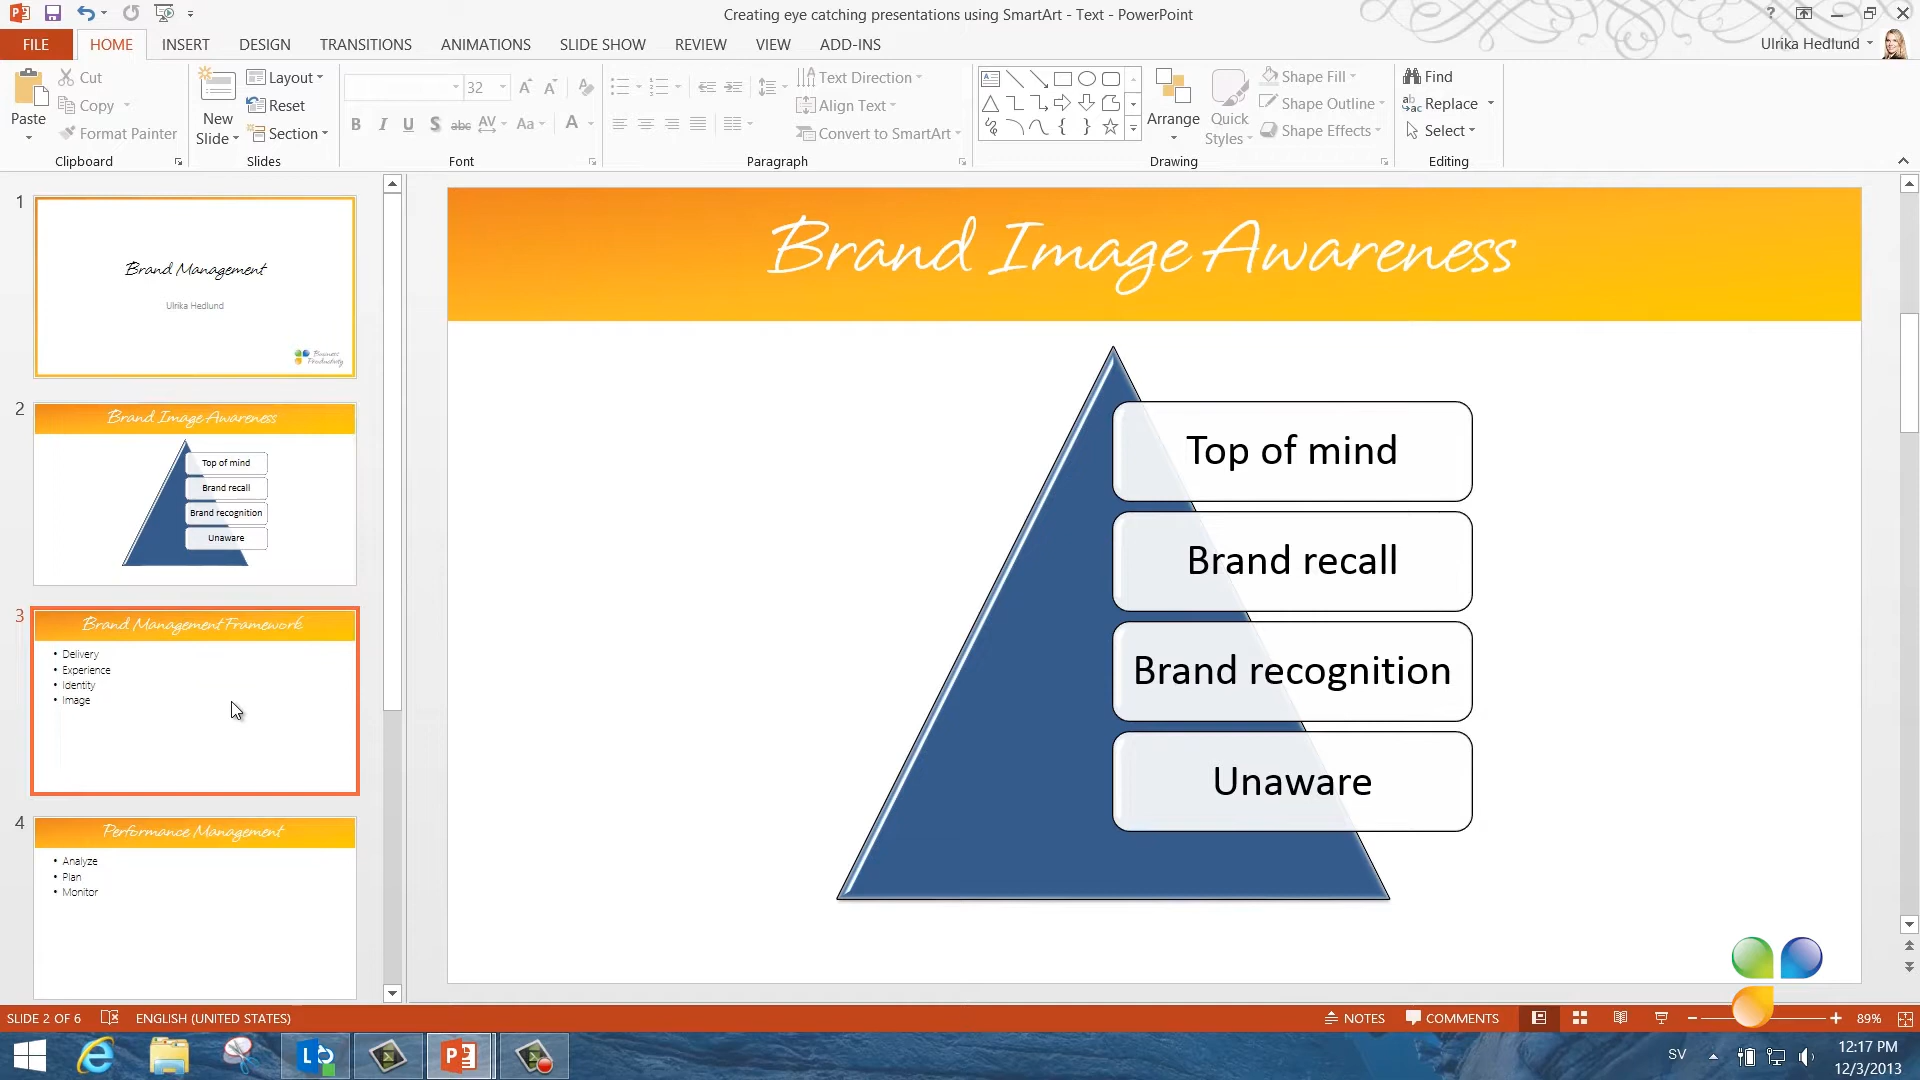 Creating eye catching presentations using SmartArt - Text - PowerPoint
?
FILE HOME INSERT DESIGN TRANSITIONS ANIMATIONS SLIDE SHOW REVIEW VIEW ADD-INS
Ulrika Hedlund
Paste
Cut
Copy
Format Painter
Clipboard
New
Slide
Layout
Reset
Section
Slides
32
B I U S abc AV Aa A
Font
Text Direction
Align Text
Convert to SmartArt
Paragraph
Arrange
Quick
Styles
Shape Fill
Shape Outline
Shape Effects
Drawing
Find
Replace
Select
Editing
1
Brand Management
Ulrika Hedlund
Business
Productivity
2
Brand Image Awareness
Top of mind
Brand recall
Brand recognition
Unaware
3
Brand Management Framework
• Delivery
• Experience
• Identity
• Image
4
Performance Management
• Analyze
• Plan
• Monitor
Brand Image Awareness
Top of mind
Brand recall
Brand recognition
Unaware
SLIDE 2 OF 6
ENGLISH (UNITED STATES)
NOTES
COMMENTS
89%
SV
12:17 PM
12/3/2013